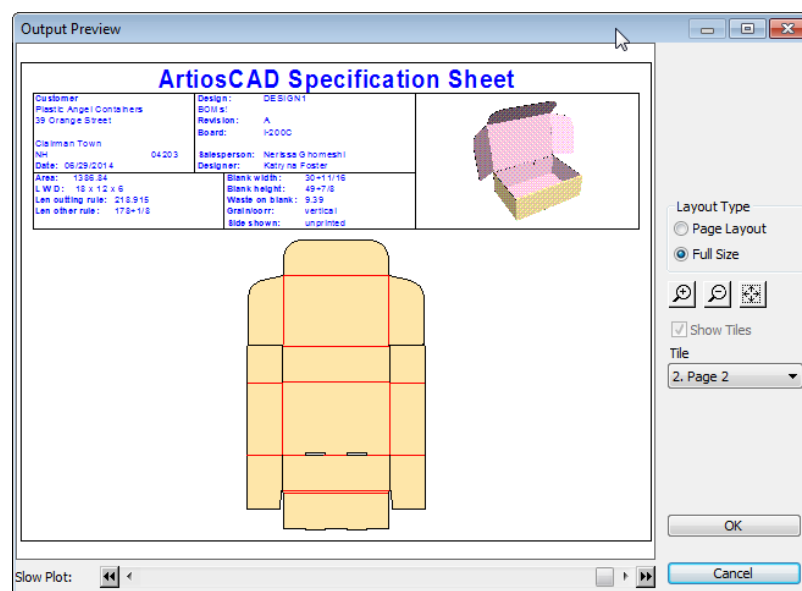 Output Preview
ArtiosCAD Specification Sheet
Customer
Plastic Angel Containers
39 Orange Street
Clairman Town
NH 04203
Date: 06/29/2014
Design: DESIGN1
BOMs:
Revision: A
Board: I-200C
Salesperson: Nerissa Ghomeshi
Designer: Katryna Foster
Area: 1386.84
L W D: 18 x 12 x 6
Len cutting rule: 218.915
Len other rule: 178+1/8
Blank width: 30+11/16
Blank height: 49+7/8
Waste on blank: 9.39
Grain/corr: vertical
Side shown: unprinted
Layout Type
Page Layout
Full Size
Show Tiles
Tile
2. Page 2
OK
Cancel
Slow Plot: